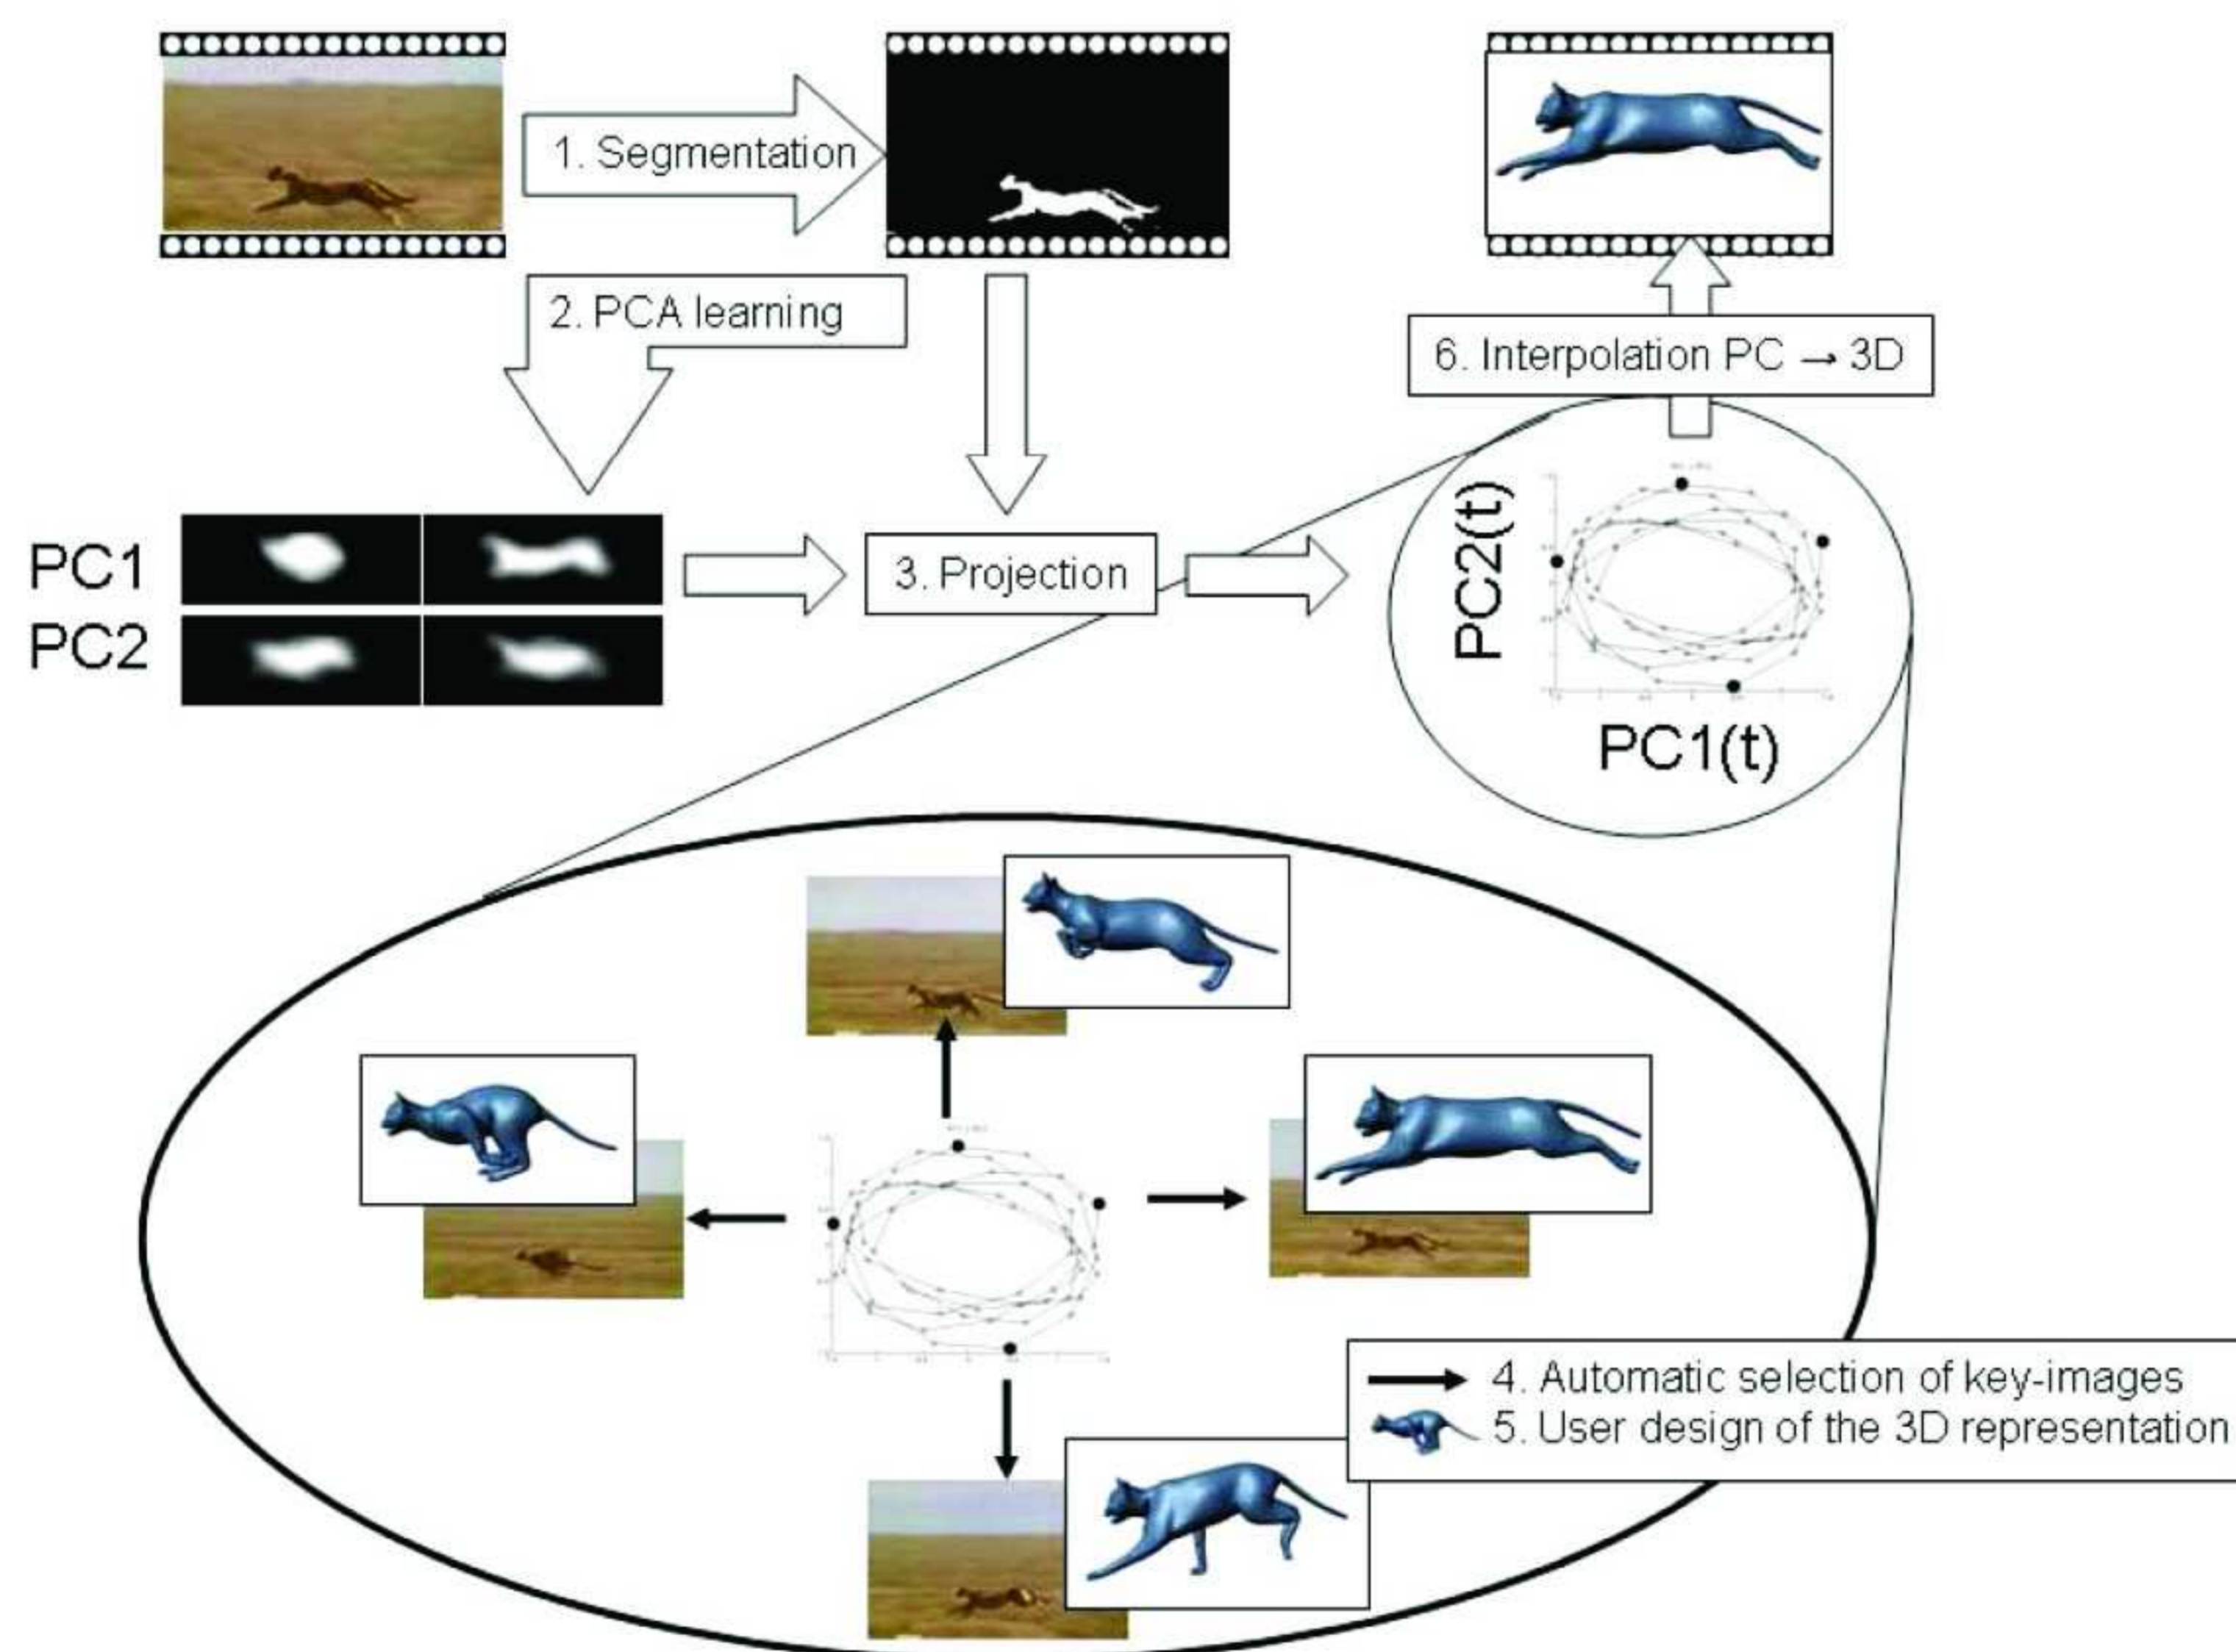 1. Segmentation
2. PCA learning
6. Interpolation PC → 3D
PC1
PC2
3. Projection
PC2(t)
PC1(t)
4. Automatic selection of key-images
5. User design of the 3D representation